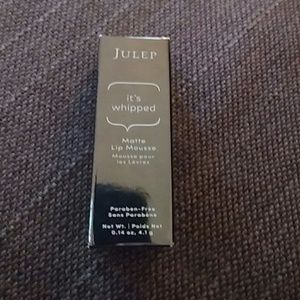 JULEP
it's
whipped
Matte
Lip Mousse
Mousse pour
les Lèvres
Paraben-Free
Sans Parabène
Net Wt. | Poids Net
0.14 oz, 4.1 g